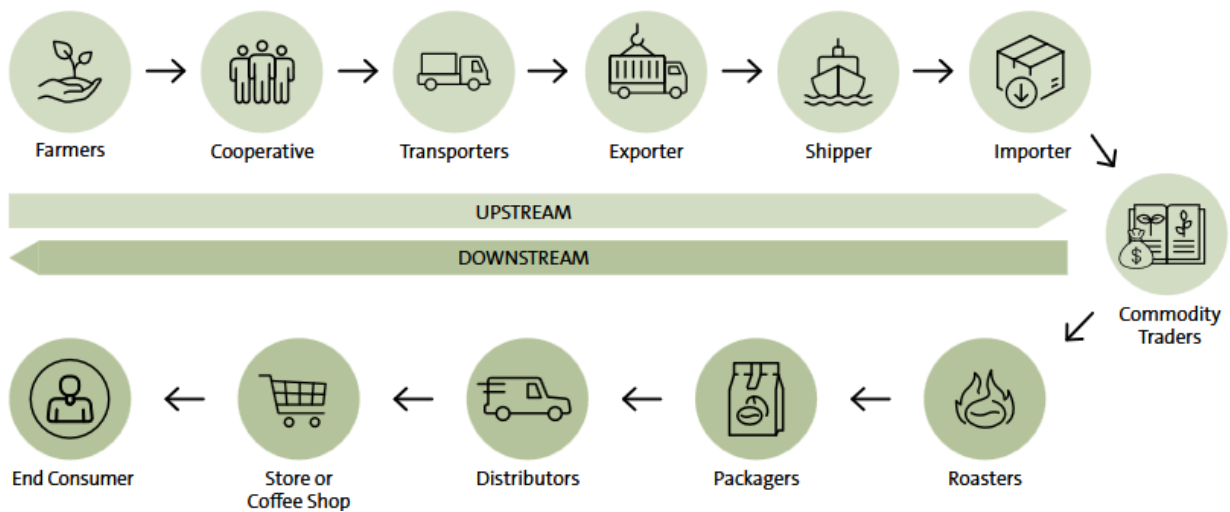 Farmers
Cooperative
Transporters
Exporter
Shipper
Importer
UPSTREAM
DOWNSTREAM
$
Commodity
Traders
End Consumer
Store or
Coffee Shop
Distributors
Packagers
Roasters